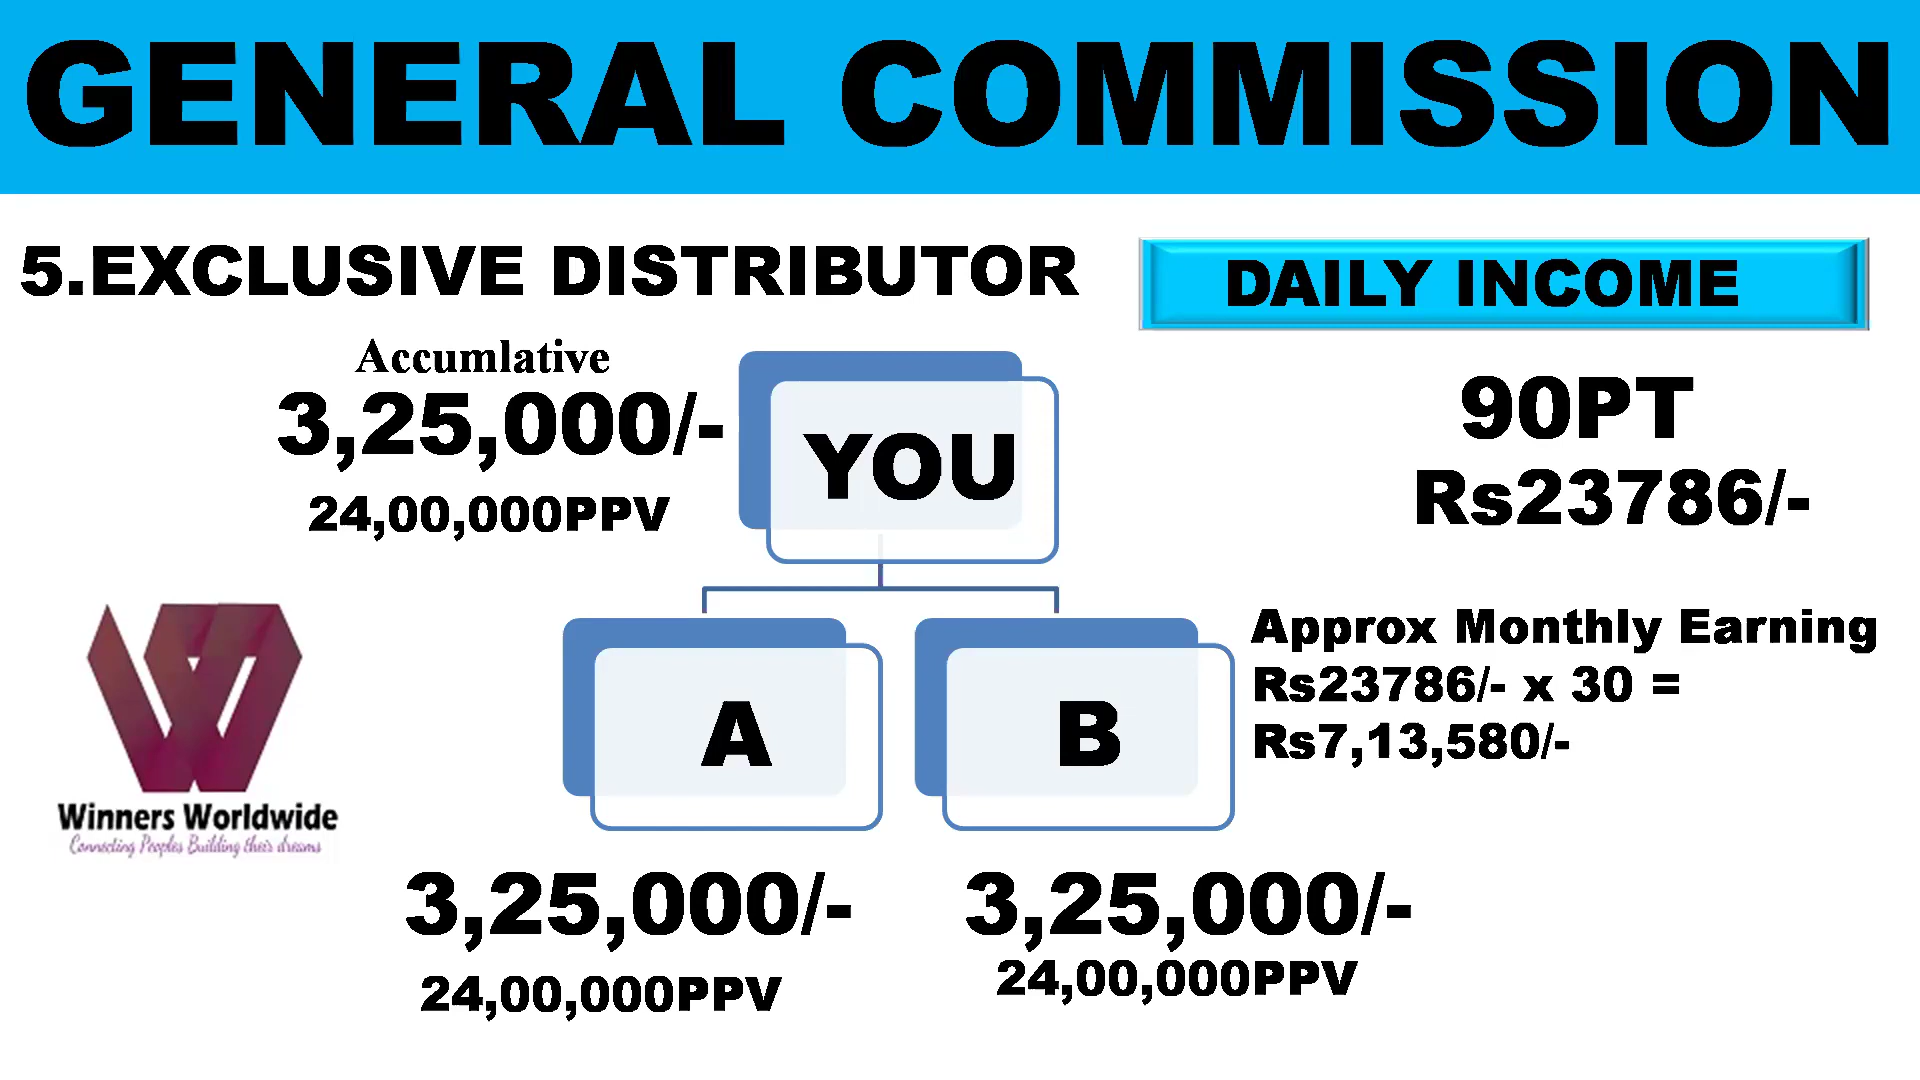 GENERAL COMMISSION
5.EXCLUSIVE DISTRIBUTOR
DAILY INCOME
Accumlative
3,25,000/-
24,00,000PPV
YOU
90PT
Rs23786/-
A
B
Approx Monthly Earning
Rs23786/- x 30 =
Rs7,13,580/-
Winners Worldwide
Connecting Peoples Building their dreams
3,25,000/-
24,00,000PPV
3,25,000/-
24,00,000PPV